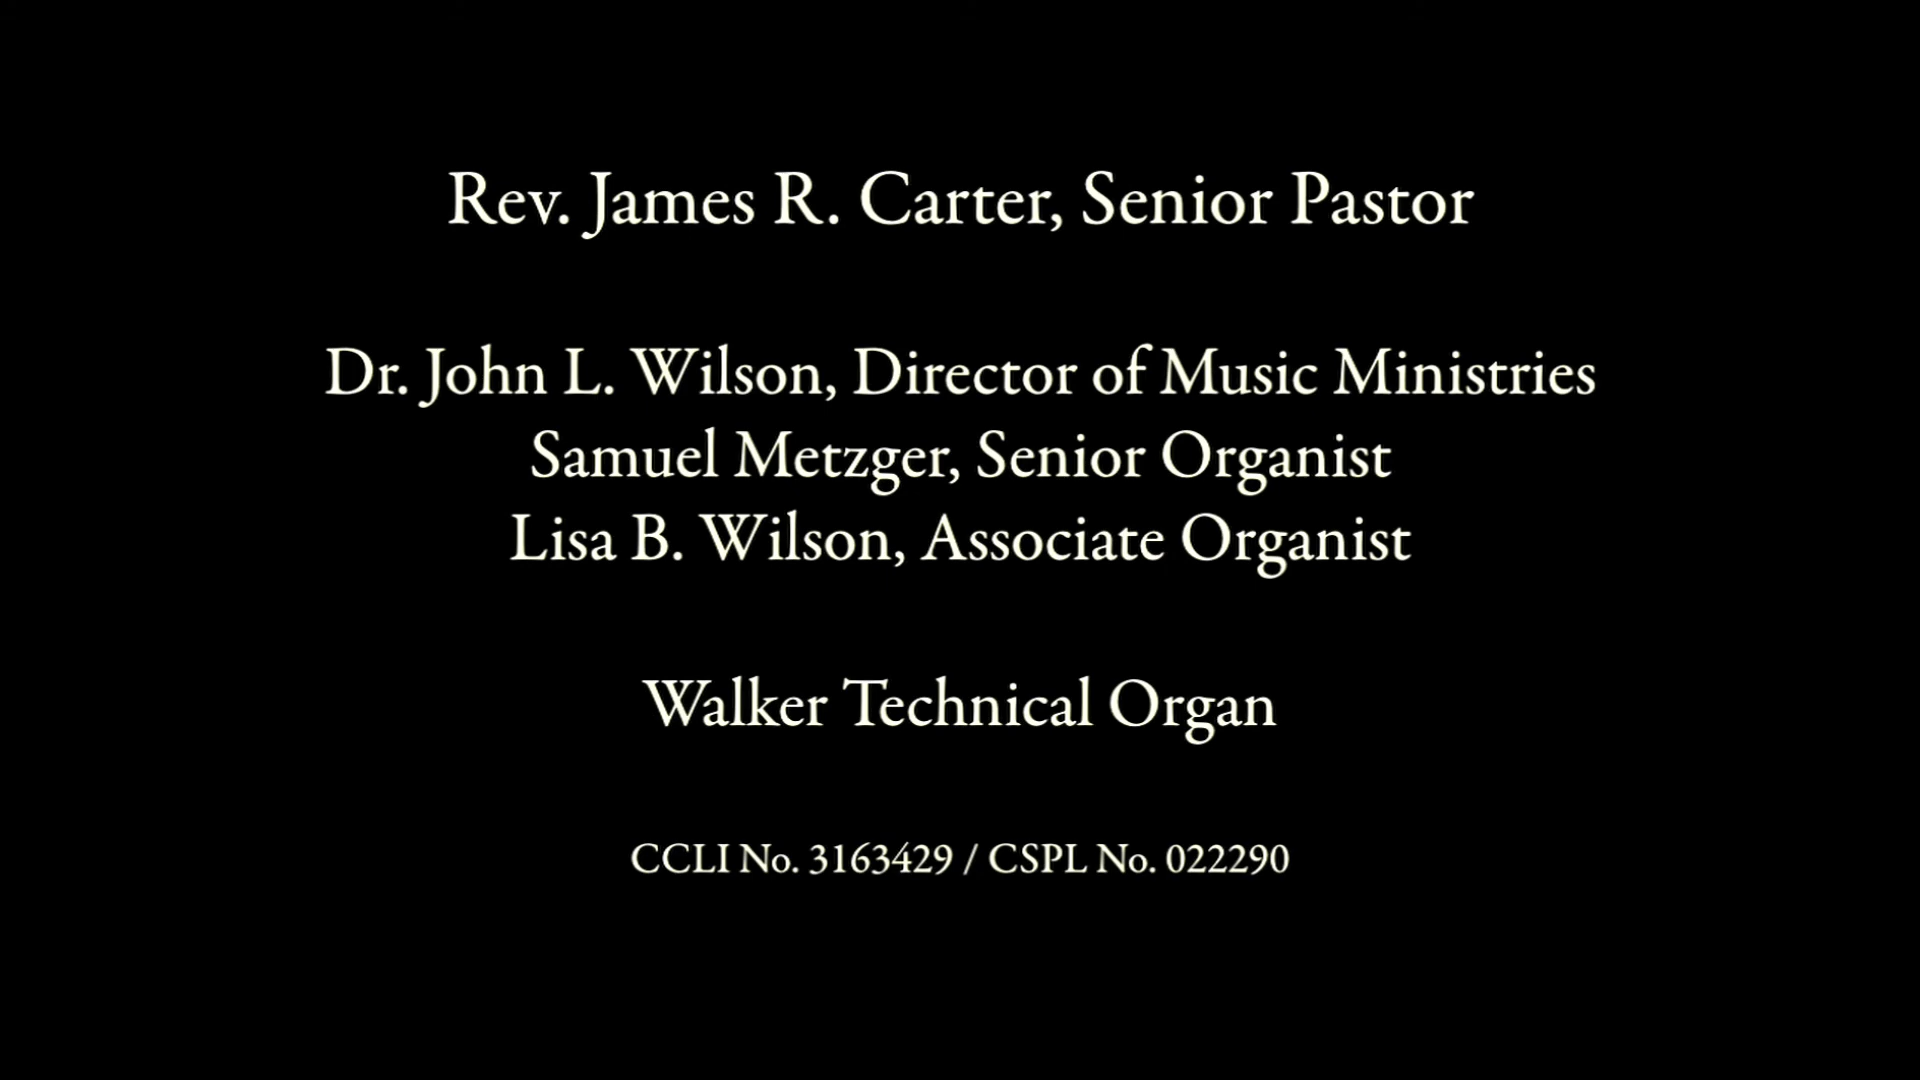 Rev. James R. Carter, Senior Pastor
Dr. John L. Wilson, Director of Music Ministries
Samuel Metzger, Senior Organist
Lisa B. Wilson, Associate Organist
Walker Technical Organ
CCLI No. 3163429 / CSPL No. 022290